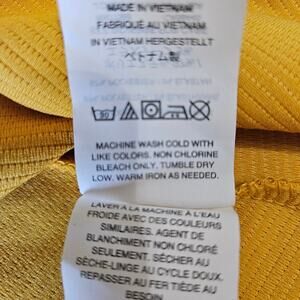 MADE IN VIETNAM
FABRIQUÉ AU VIETNAM
IN VIETNAM HERGESTELLT
ベトナム製
30
MACHINE WASH COLD WITH
LIKE COLORS. NON CHLORINE
BLEACH ONLY. TUMBLE DRY
LOW. WARM IRON AS NEEDED.
LAVER A LA MACHINE À L'EAU
FROIDE AVEC DES COULEURS
SIMILAIRES. AGENT DE
BLANCHIMENT NON CHLORÉ
SEULEMENT. SÉCHER AU
SÈCHE-LINGE AU CYCLE DOUX.
REPASSER AU FER TIÈDE AU
BESOIN